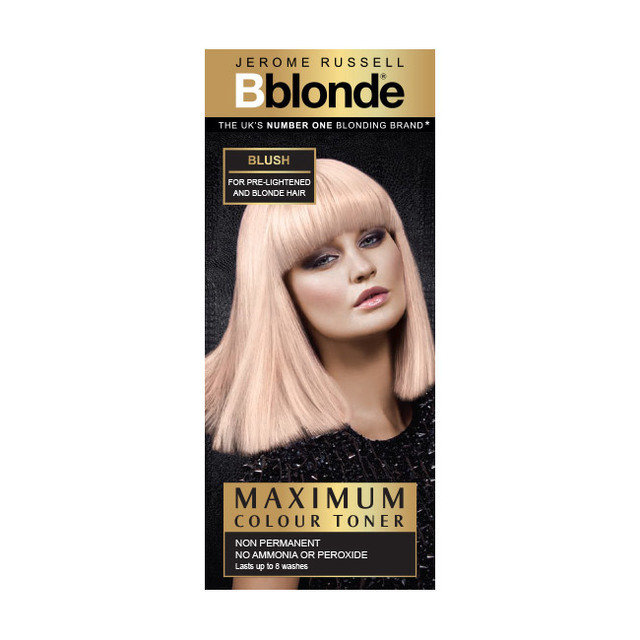 JEROME RUSSELL
Bblonde®
THE UK'S NUMBER ONE BLONDING BRAND*
BLUSH
FOR PRE-LIGHTENED
AND BLONDE HAIR
MAXIMUM
COLOUR TONER
NON PERMANENT
NO AMMONIA OR PEROXIDE
Lasts up to 8 washes